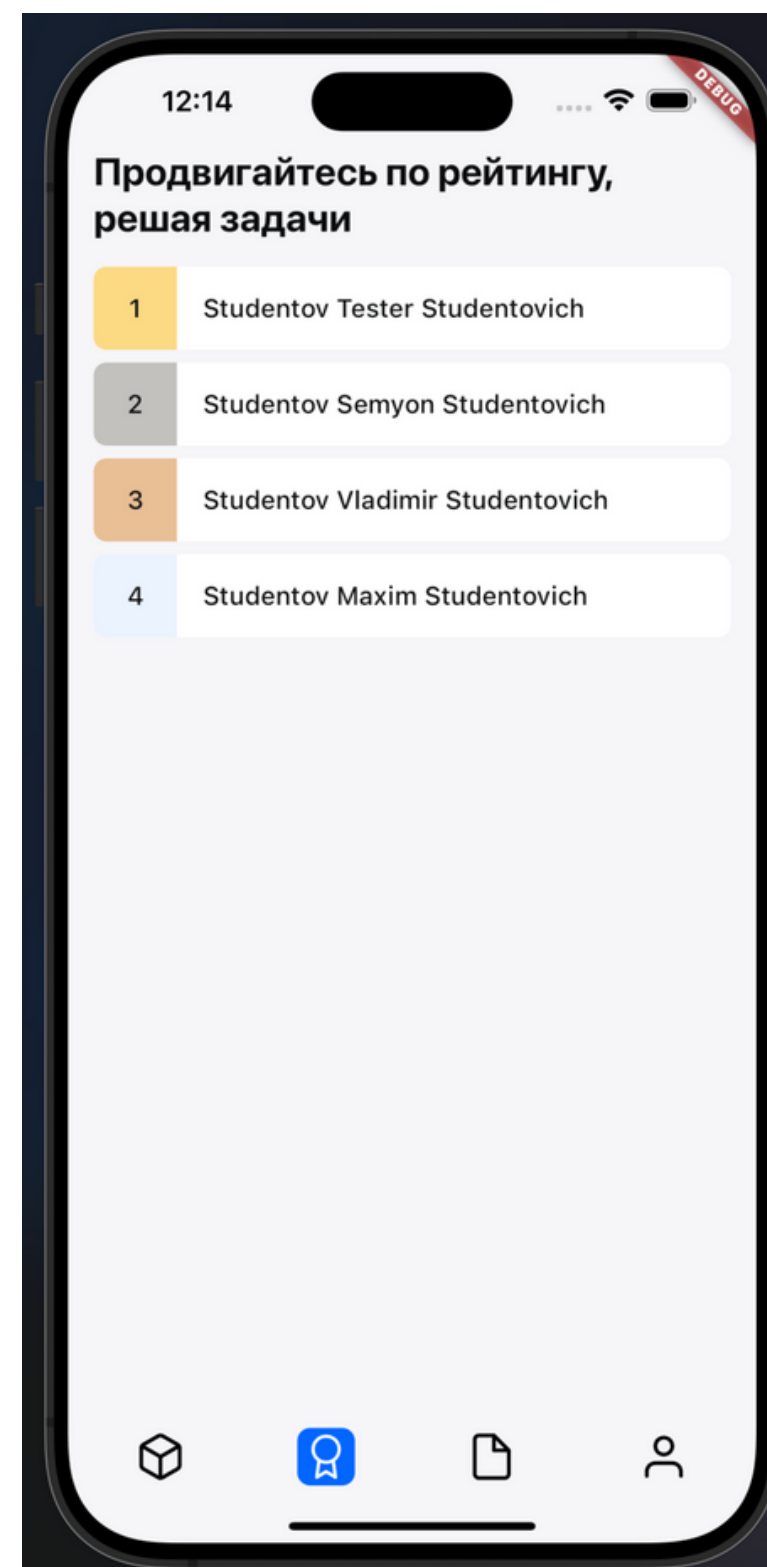 12:14
DEBUG
Продвигайтесь по рейтингу,
решая задачи
1 Studentov Tester Studentovich
2 Studentov Semyon Studentovich
3 Studentov Vladimir Studentovich
4 Studentov Maxim Studentovich